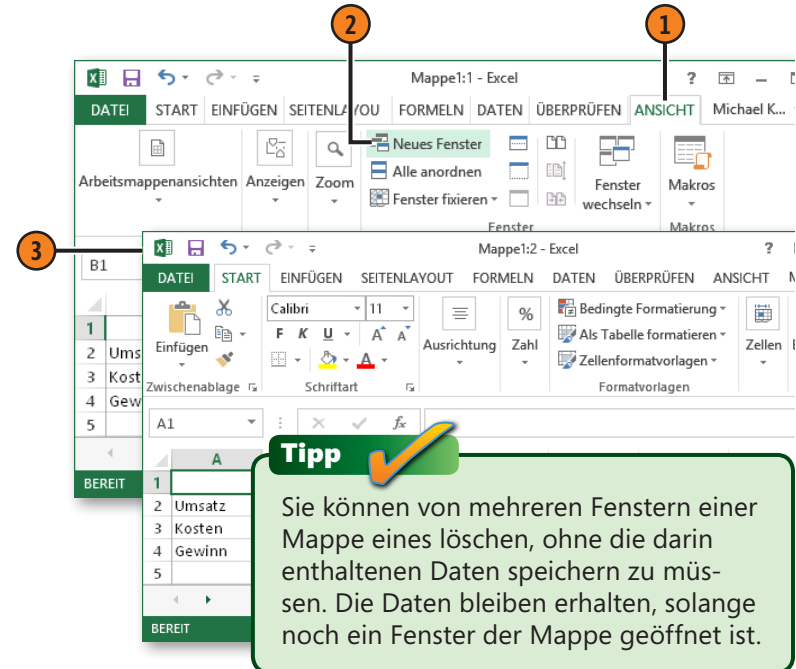 2
1
Mappe1:1 - Excel
?
DATEI START EINFÜGEN SEITENLAYOU FORMELN DATEN ÜBERPRÜFEN ANSICHT Michael K...
Neues Fenster
Alle anordnen
Fenster fixieren
Arbeitsmappenansichten Anzeigen Zoom
Fenster
wechseln
Makros
Fenster
Makros
3
Mappe1:2 - Excel
?
B1
DATEI START EINFÜGEN SEITENLAYOUT FORMELN DATEN ÜBERPRÜFEN ANSICHT M
Calibri 11
%
Bedingte Formatierung
F K U A A
Als Tabelle formatieren
Einfügen
Ausrichtung Zahl
Zellen
A
Zellenformatvorlagen
Zwischenablage Schriftart
Formatvorlagen
1
2 Ums
3 Kost
4 Gew
5
BEREIT
A1
fx
A
1
2 Umsatz
3 Kosten
4 Gewinn
5
BEREIT
Tipp
Sie können von mehreren Fenstern einer
Mappe eines löschen, ohne die darin
enthaltenen Daten speichern zu müs-
sen. Die Daten bleiben erhalten, solange
noch ein Fenster der Mappe geöffnet ist.